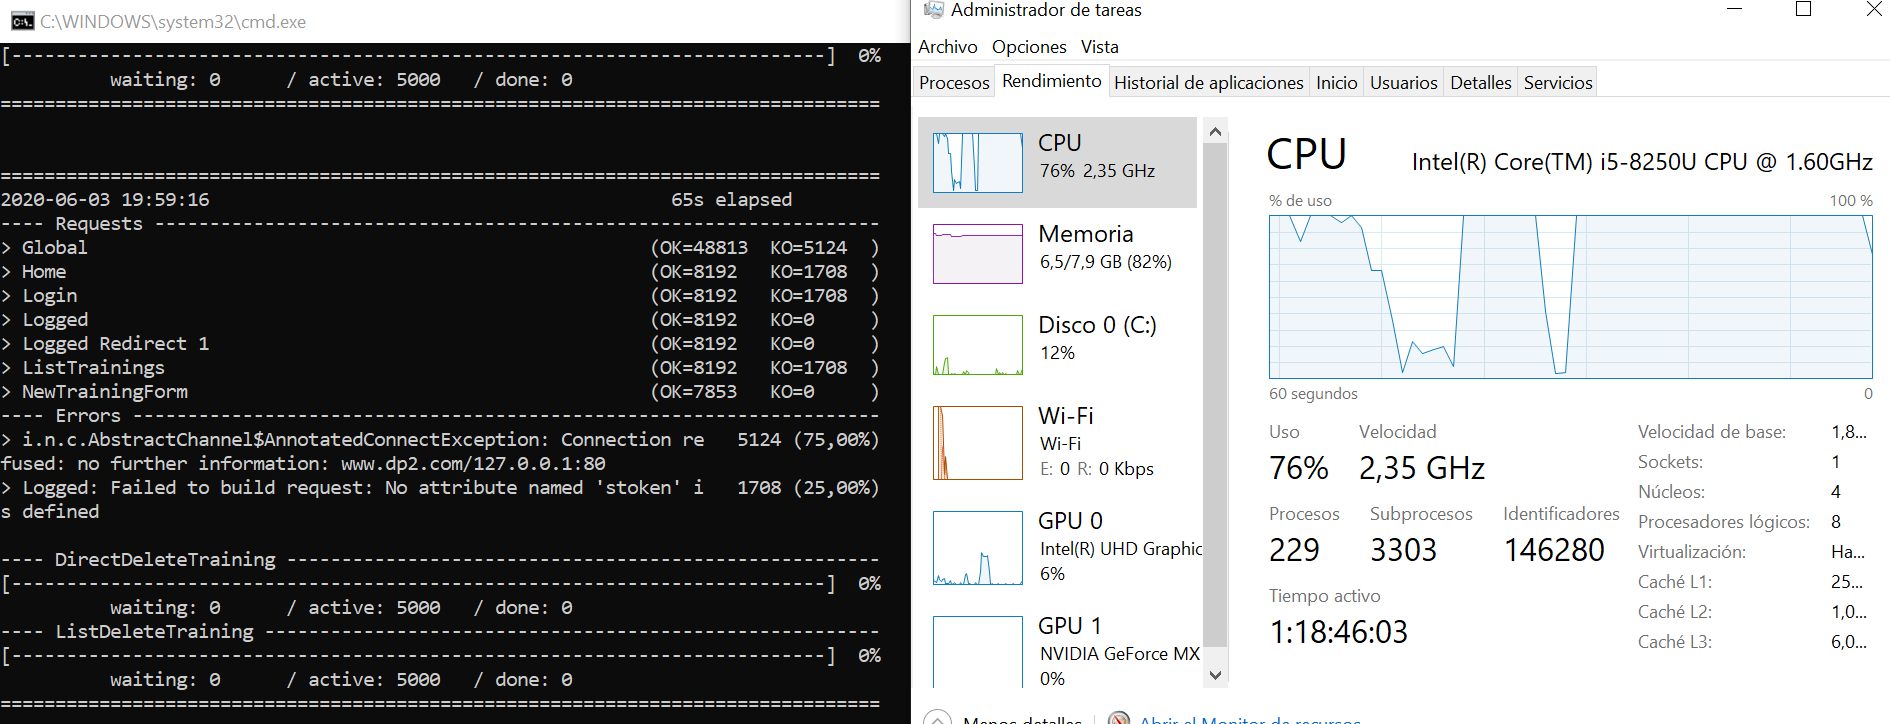 C:\WINDOWS\system32\cmd.exe
[--------------------------------------------------------------------------] 0%
waiting: 0 / active: 5000 / done: 0
================================================================================
================================================================================
2020-06-03 19:59:16 65s elapsed
---- Requests ------------------------------------------------------------------
> Global (OK=48813 KO=5124 )
> Home (OK=8192 KO=1708 )
> Login (OK=8192 KO=1708 )
> Logged (OK=8192 KO=0 )
> Logged Redirect 1 (OK=8192 KO=0 )
> ListTrainings (OK=8192 KO=1708 )
> NewTrainingForm (OK=7853 KO=0 )
---- Errors --------------------------------------------------------------------
> i.n.c.AbstractChannel$AnnotatedConnectException: Connection re 5124 (75,00%)
fused: no further information: www.dp2.com/127.0.0.1:80
> Logged: Failed to build request: No attribute named 'stoken' i 1708 (25,00%)
s defined
---- DirectDeleteTraining ------------------------------------------------------
[--------------------------------------------------------------------------] 0%
waiting: 0 / active: 5000 / done: 0
---- ListDeleteTraining --------------------------------------------------------
[--------------------------------------------------------------------------] 0%
waiting: 0 / active: 5000 / done: 0
================================================================================
Administrador de tareas
Archivo Opciones Vista
Procesos Rendimiento Historial de aplicaciones Inicio Usuarios Detalles Servicios
CPU
76% 2,35 GHz
Memoria
6,5/7,9 GB (82%)
Disco 0 (C:)
12%
Wi-Fi
Wi-Fi
E: 0 R: 0 Kbps
GPU 0
Intel(R) UHD Graphic
6%
GPU 1
NVIDIA GeForce MX
0%
CPU Intel(R) Core(TM) i5-8250U CPU @ 1.60GHz
% de uso 100 %
60 segundos 0
Uso Velocidad
76% 2,35 GHz
Procesos Subprocesos Identificadores
229 3303 146280
Tiempo activo
1:18:46:03
Velocidad de base: 1,8...
Sockets: 1
Núcleos: 4
Procesadores lógicos: 8
Virtualización: Ha...
Caché L1: 25...
Caché L2: 1,0...
Caché L3: 6,0...
Menos detalles Abrir el Monitor de recursos